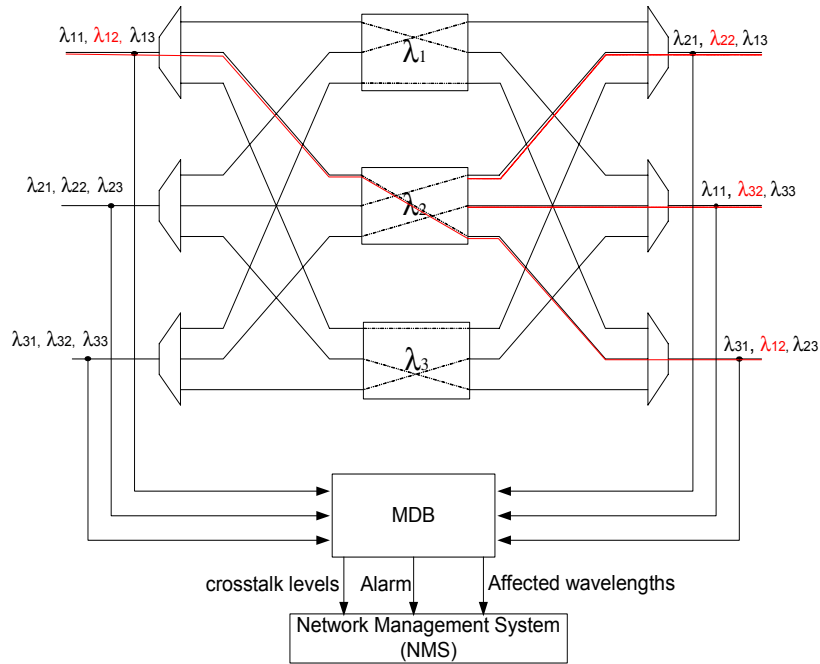 λ11, λ12, λ13
λ1
λ21, λ22, λ13
λ21, λ22, λ23
λ2
λ11, λ32, λ33
λ31, λ32, λ33
λ3
λ31, λ12, λ23
MDB
crosstalk levels
Alarm
Affected wavelengths
Network Management System
(NMS)